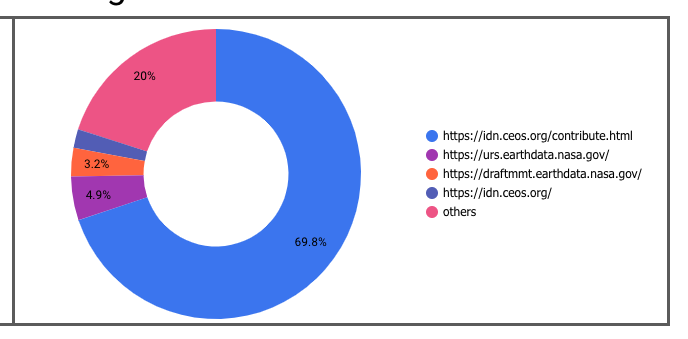 20%
3.2%
4.9%
69.8%
https://idn.ceos.org/contribute.html
https://urs.earthdata.nasa.gov/
https://draftmmt.earthdata.nasa.gov/
https://idn.ceos.org/
others